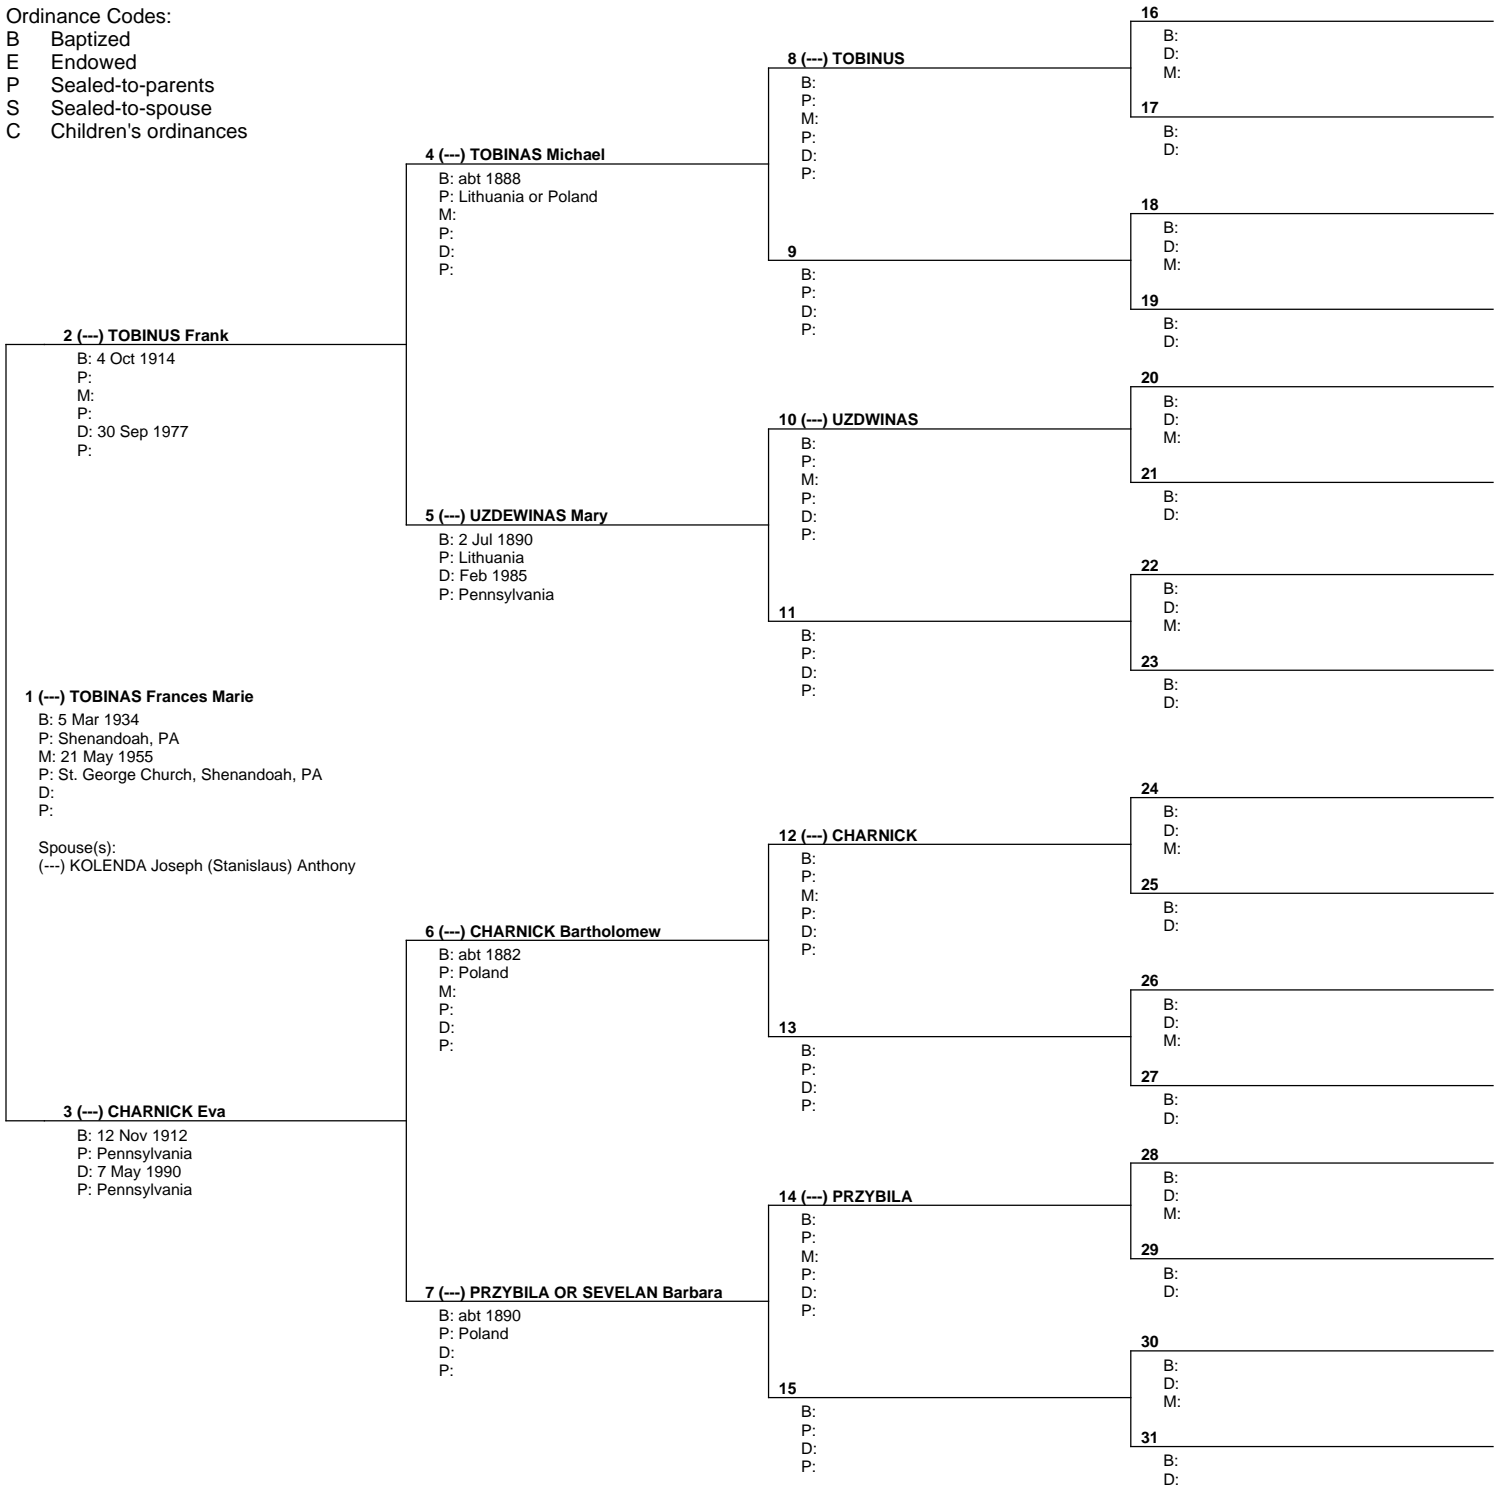 Ordinance Codes:
B Baptized
E Endowed
P Sealed-to-parents
S Sealed-to-spouse
C Children's ordinances
1 (---) TOBINAS Frances Marie
B: 5 Mar 1934
P: Shenandoah, PA
M: 21 May 1955
P: St. George Church, Shenandoah, PA
D:
P:
Spouse(s):
(---) KOLENDA Joseph (Stanislaus) Anthony
2 (---) TOBINUS Frank
B: 4 Oct 1914
P:
M:
P:
D: 30 Sep 1977
P:
3 (---) CHARNICK Eva
B: 12 Nov 1912
P: Pennsylvania
D: 7 May 1990
P: Pennsylvania
4 (---) TOBINAS Michael
B: abt 1888
P: Lithuania or Poland
M:
P:
D:
P:
5 (---) UZDEWINAS Mary
B: 2 Jul 1890
P: Lithuania
D: Feb 1985
P: Pennsylvania
6 (---) CHARNICK Bartholomew
B: abt 1882
P: Poland
M:
P:
D:
P:
7 (---) PRZYBILA OR SEVELAN Barbara
B: abt 1890
P: Poland
D:
P:
8 (---) TOBINUS
B:
P:
M:
P:
D:
P:
9
B:
P:
D:
P:
10 (---) UZDWINAS
B:
P:
M:
P:
D:
P:
11
B:
P:
D:
P:
12 (---) CHARNICK
B:
P:
M:
P:
D:
P:
13
B:
P:
D:
P:
14 (---) PRZYBILA
B:
P:
M:
P:
D:
P:
15
B:
P:
D:
P:
16
B:
D:
M:
17
B:
D:
18
B:
D:
M:
19
B:
D:
20
B:
D:
M:
21
B:
D:
22
B:
D:
M:
23
B:
D:
24
B:
D:
M:
25
B:
D:
26
B:
D:
M:
27
B:
D:
28
B:
D:
M:
29
B:
D:
30
B:
D:
M:
31
B:
D: